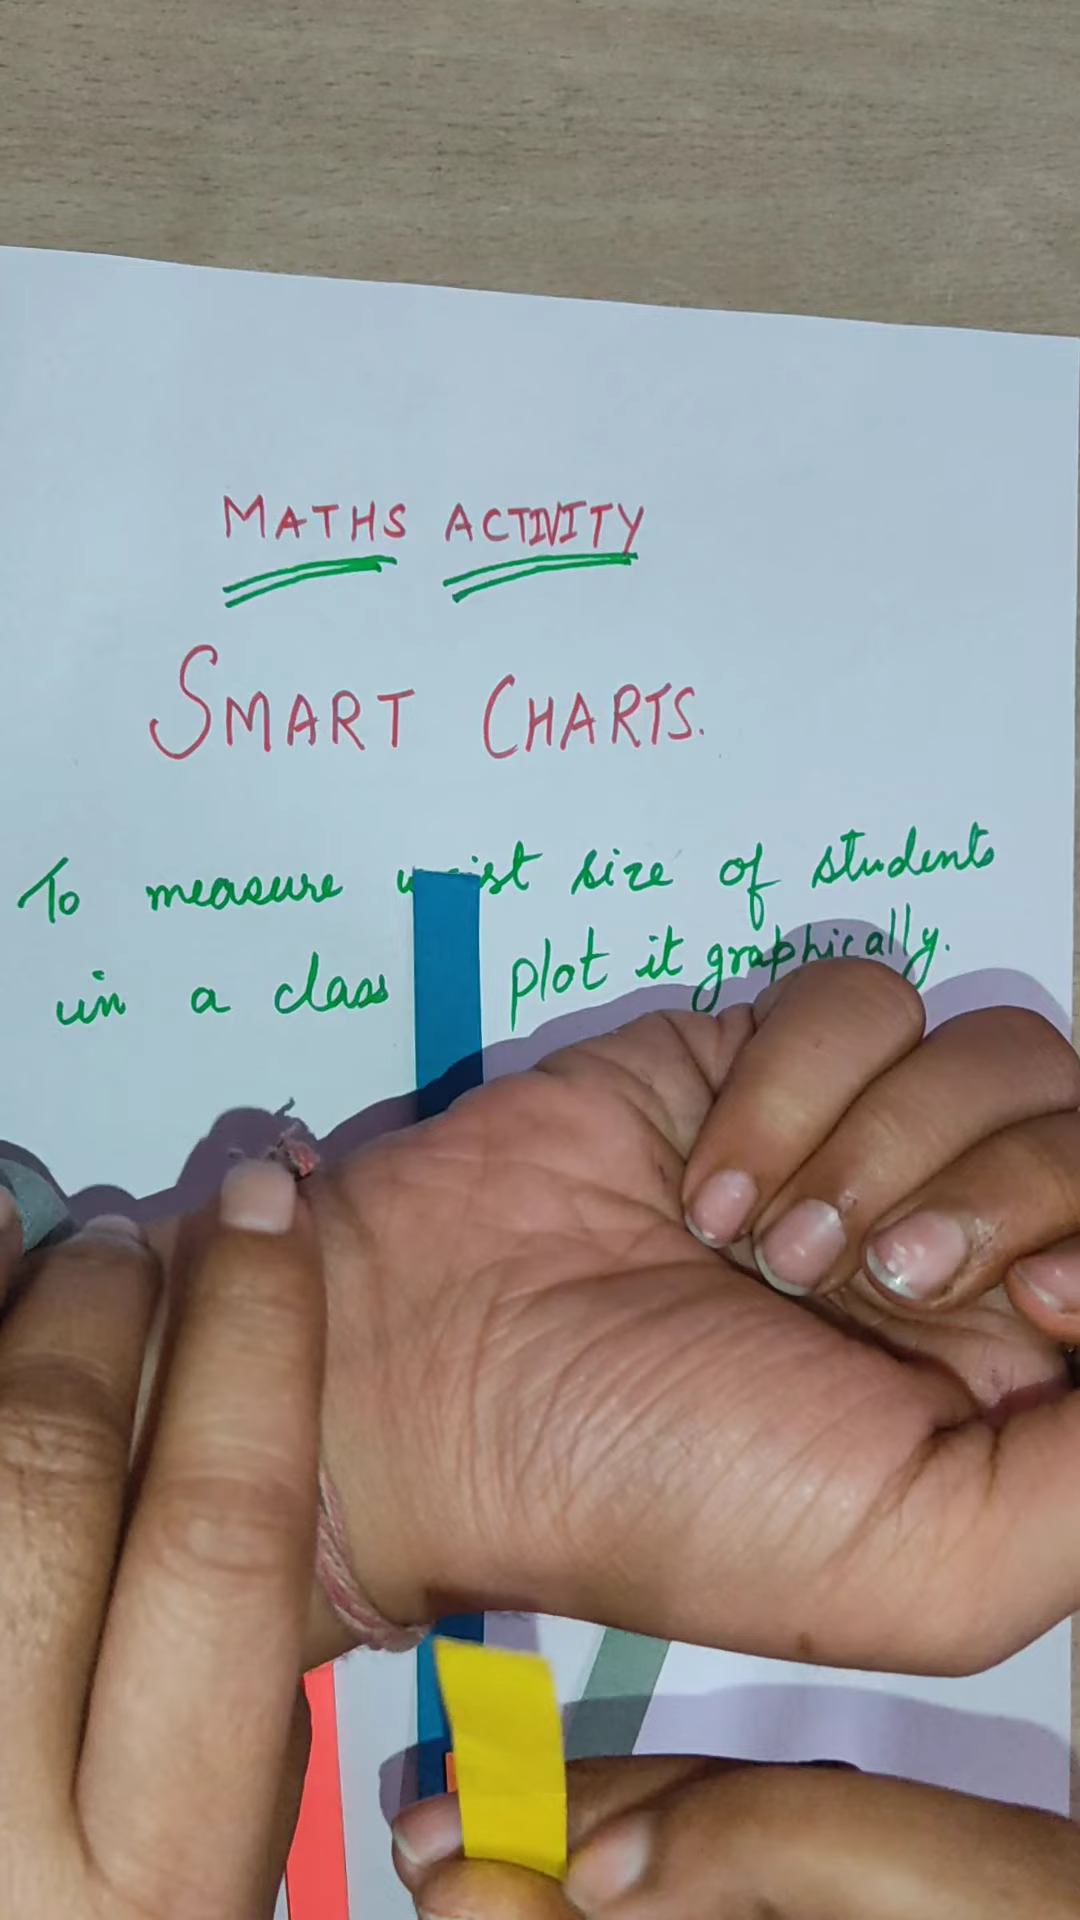 MATHS ACTIVITY
SMART CHARTS.
To measure size of students
in a class plot it graphically.